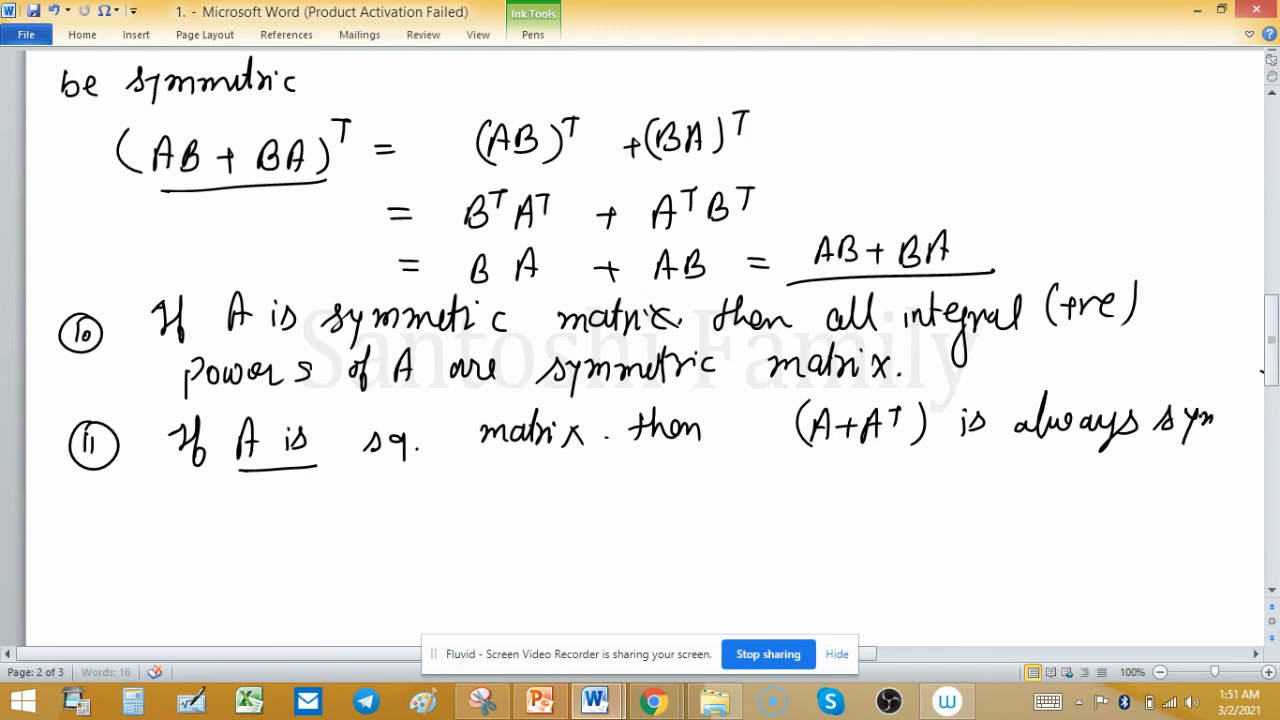 1. - Microsoft Word (Product Activation Failed)
Ink Tools
File Home Insert Page Layout References Mailings Review View Pens
be symmetric
(AB + BA)ᵀ = (AB)ᵀ + (BA)ᵀ
= BᵀAᵀ + AᵀBᵀ
= B A + AB = AB + BA
⑩ If A is symmetric matrix. then all integral (+ve)
powers of A are symmetric matrix.
Santoshi Family
⑪ If A is sq. matrix. then (A+Aᵀ) is always sym
Fluvid - Screen Video Recorder is sharing your screen. Stop sharing Hide
Page: 2 of 3 Words: 16 100%
1:51 AM
3/2/2021